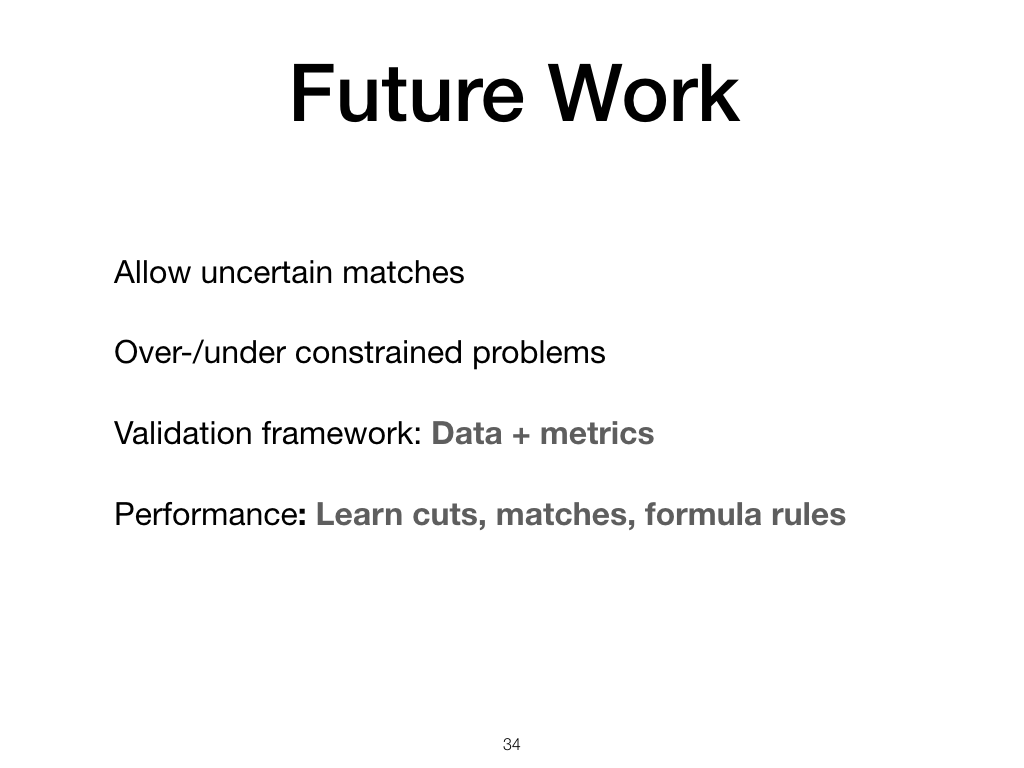 Future Work
Allow uncertain matches
Over-/under constrained problems
Validation framework: Data + metrics
Performance: Learn cuts, matches, formula rules
34